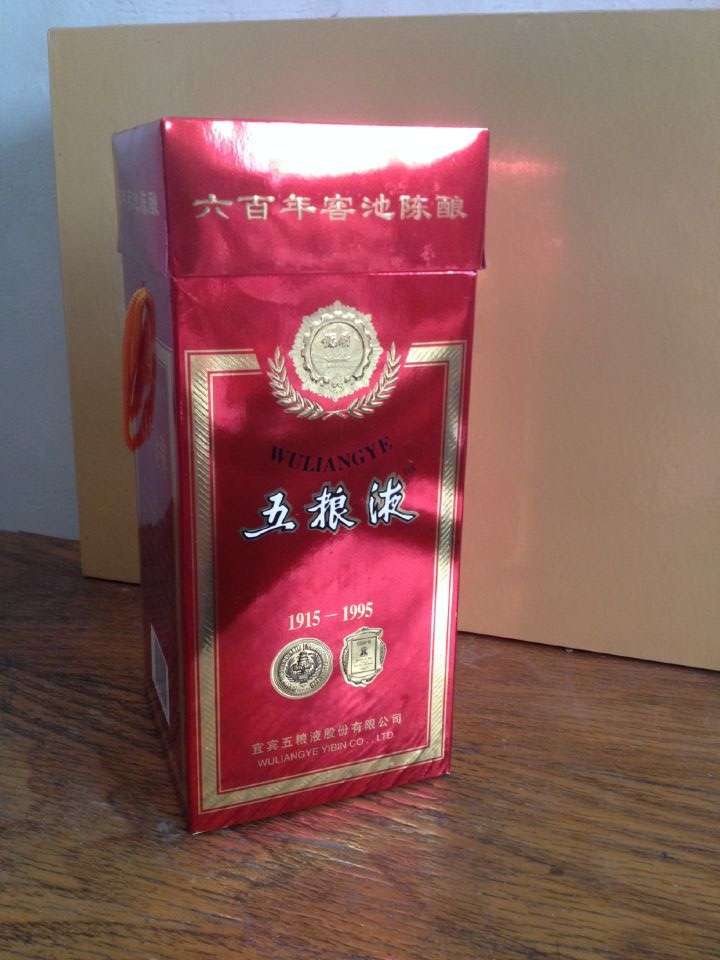 六百年窖池陈酿
WULIANGYE
五粮液
1915－1995
宜宾五粮液股份有限公司
WULIANGYE YIBIN CO., LTD.